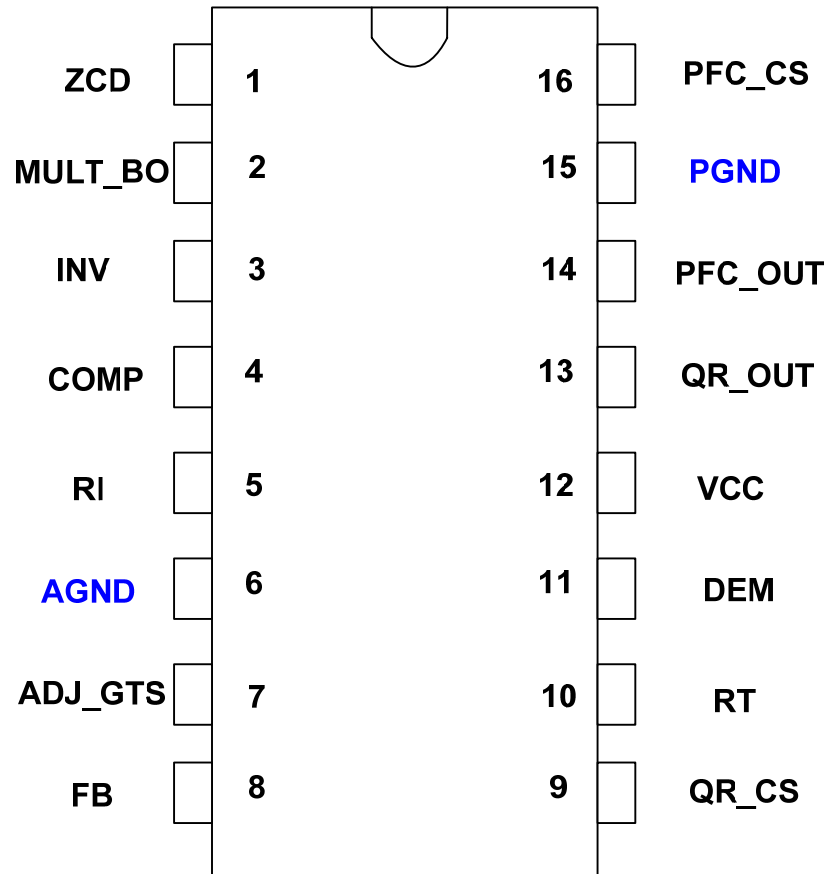 ZCD 1 16 PFC_CS
MULT_BO 2 15 PGND
INV 3 14 PFC_OUT
COMP 4 13 QR_OUT
RI 5 12 VCC
AGND 6 11 DEM
ADJ_GTS 7 10 RT
FB 8 9 QR_CS